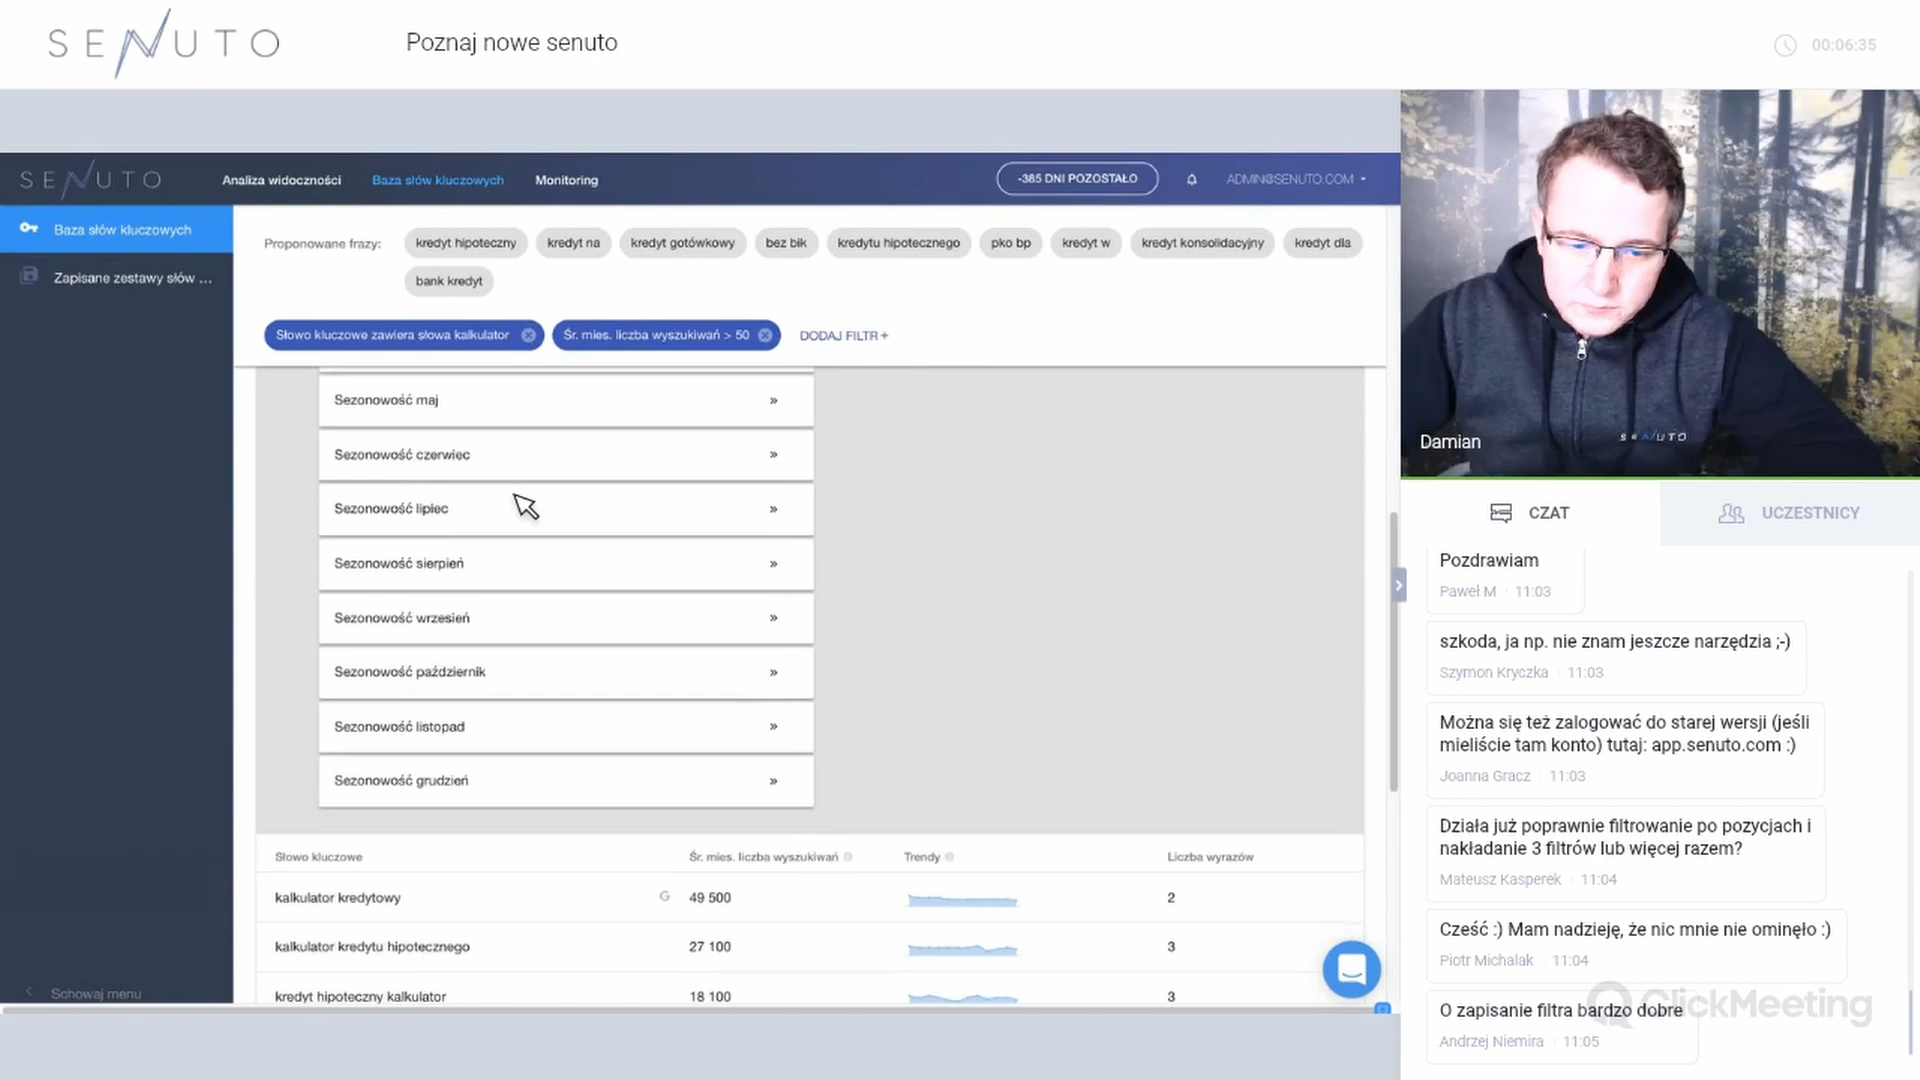 SENUTO
Poznaj nowe senuto
00:06:35
SENUTO
Analiza widoczności
Baza słów kluczowych
Monitoring
-385 DNI POZOSTAŁO
ADMIN@SENUTO.COM
Baza słów kluczowych
Zapisane zestawy słów ...
Schowaj menu
Proponowane frazy:
kredyt hipoteczny
kredyt na
kredyt gotówkowy
bez bik
kredytu hipotecznego
pko bp
kredyt w
kredyt konsolidacyjny
kredyt dla
bank kredyt
Słowo kluczowe zawiera słowa kalkulator
Śr. mies. liczba wyszukiwań > 50
DODAJ FILTR+
Sezonowość maj »
Sezonowość czerwiec »
Sezonowość lipiec »
Sezonowość sierpień »
Sezonowość wrzesień »
Sezonowość październik »
Sezonowość listopad »
Sezonowość grudzień »
Słowo kluczowe Śr. mies. liczba wyszukiwań Trendy Liczba wyrazów
kalkulator kredytowy G 49 500 2
kalkulator kredytu hipotecznego 27 100 3
kredyt hipoteczny kalkulator 18 100 3
Damian
SENUTO
CZAT
UCZESTNICY
Pozdrawiam
Paweł M 11:03
szkoda, ja np. nie znam jeszcze narzędzia ;-)
Szymon Kryczka 11:03
Można się też zalogować do starej wersji (jeśli
mieliście tam konto) tutaj: app.senuto.com :)
Joanna Gracz 11:03
Działa już poprawnie filtrowanie po pozycjach i
nakładanie 3 filtrów lub więcej razem?
Mateusz Kasperek 11:04
Cześć :) Mam nadzieję, że nic mnie nie ominęło :)
Piotr Michalak 11:04
O zapisanie filtra bardzo dobre
Andrzej Niemira 11:05
ClickMeeting